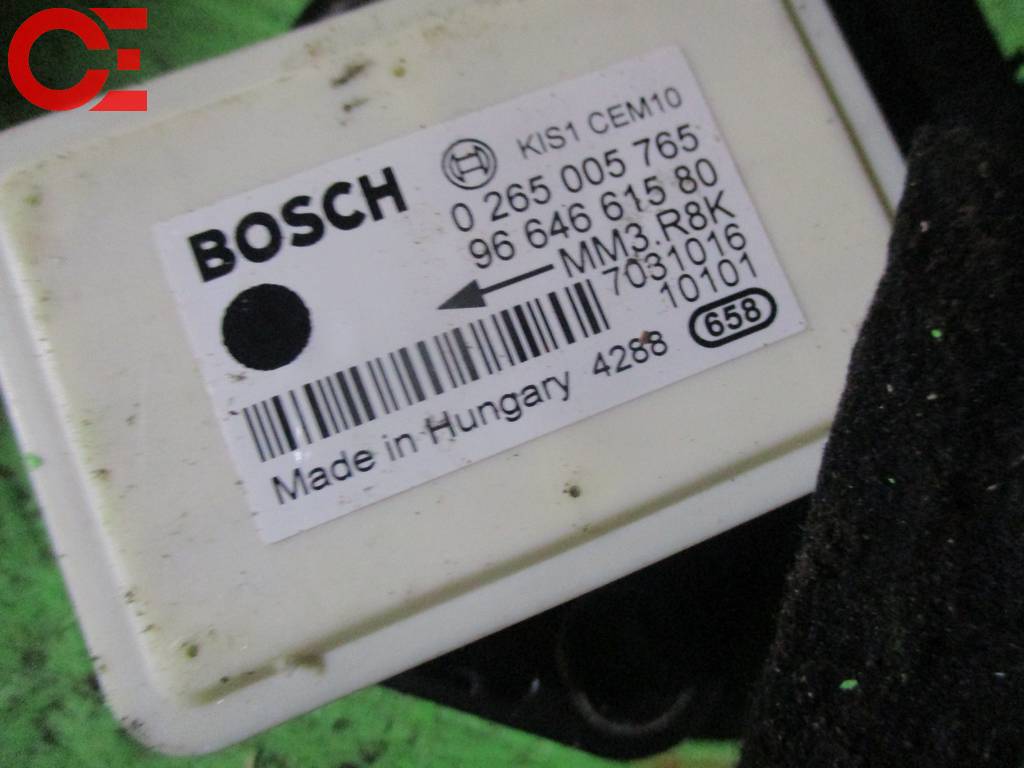 CE
BOSCH
KIS1 CEM10
0 265 005 765
96 646 615 80
MM3.R8K
7031016
10101
658
Made in Hungary 4288